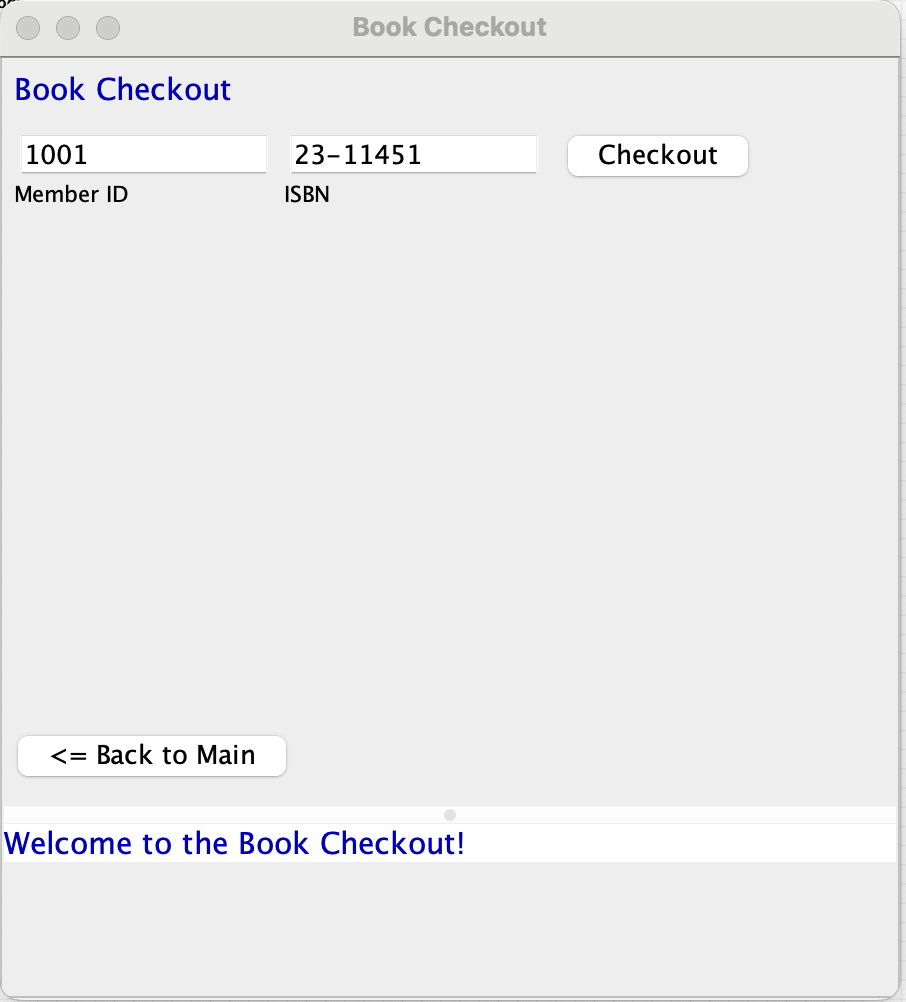 Book Checkout
Book Checkout
1001 23-11451 Checkout
Member ID ISBN
<= Back to Main
Welcome to the Book Checkout!